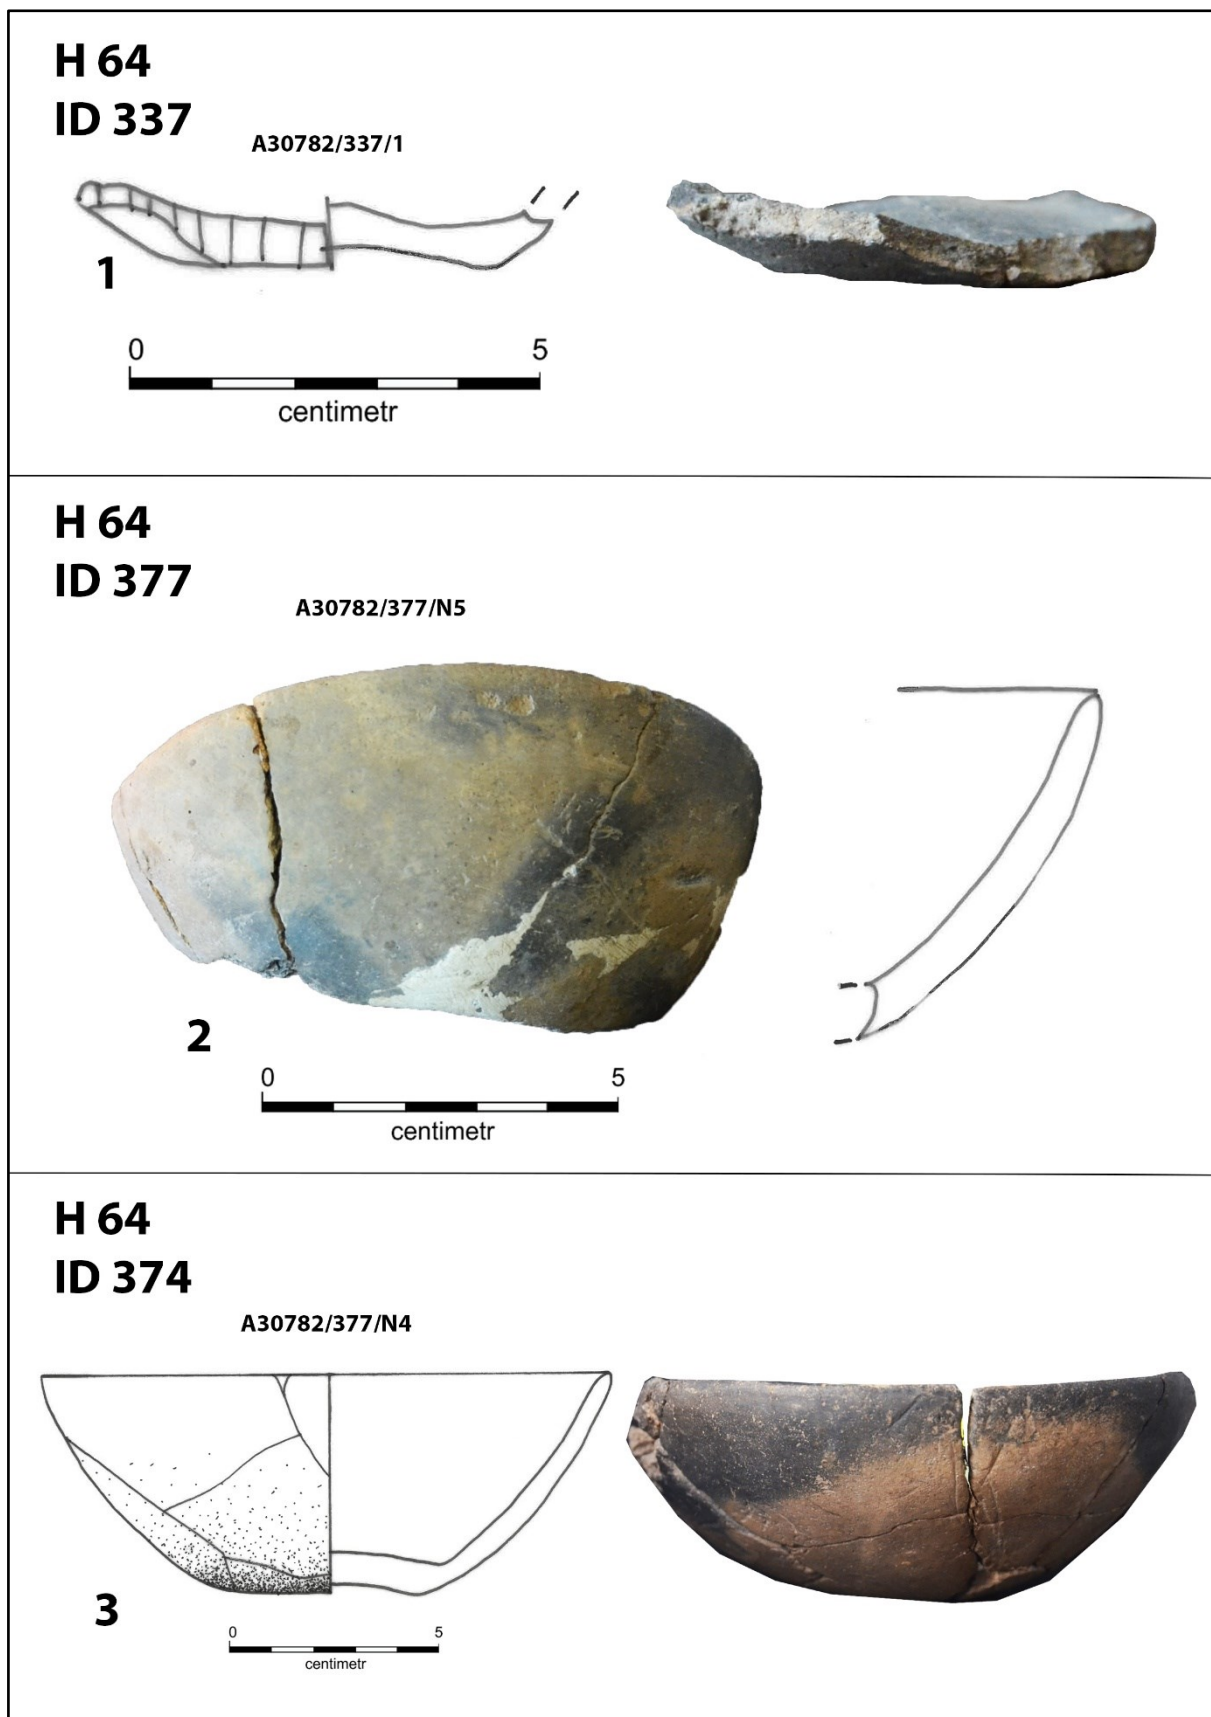 H 64
ID 337
A30782/337/1
1
0 5
centimetr
H 64
ID 377
A30782/377/N5
2
0 5
centimetr
H 64
ID 374
A30782/377/N4
3
0 5
centimetr